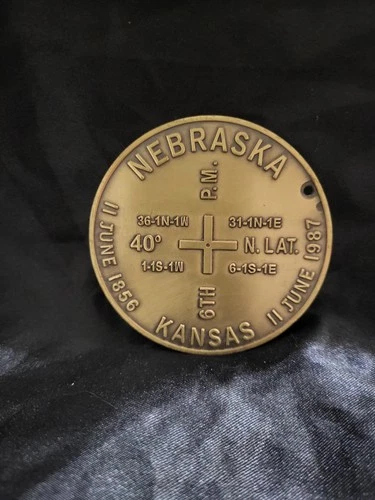 NEBRASKA
P.M.
36-1N-1W 31-1N-1E
40° N. LAT.
1-1S-1W 6-1S-1E
6TH
11 JUNE 1856
KANSAS
11 JUNE 1987